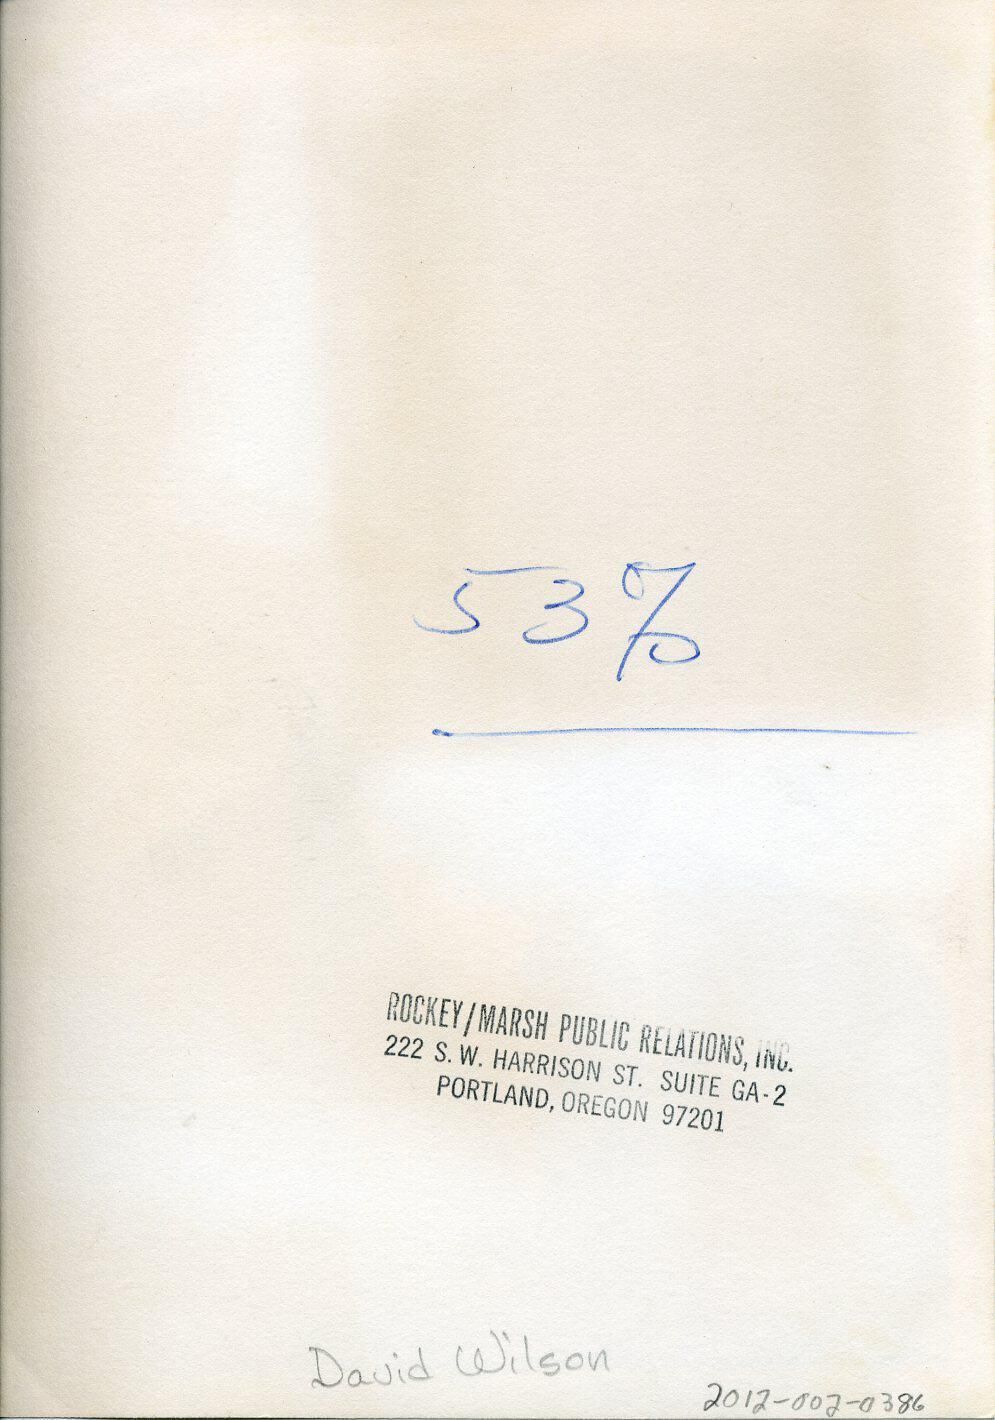 53%
ROCKEY/MARSH PUBLIC RELATIONS, INC.
222 S.W. HARRISON ST. SUITE GA-2
PORTLAND, OREGON 97201
David Wilson
2012-002-0386